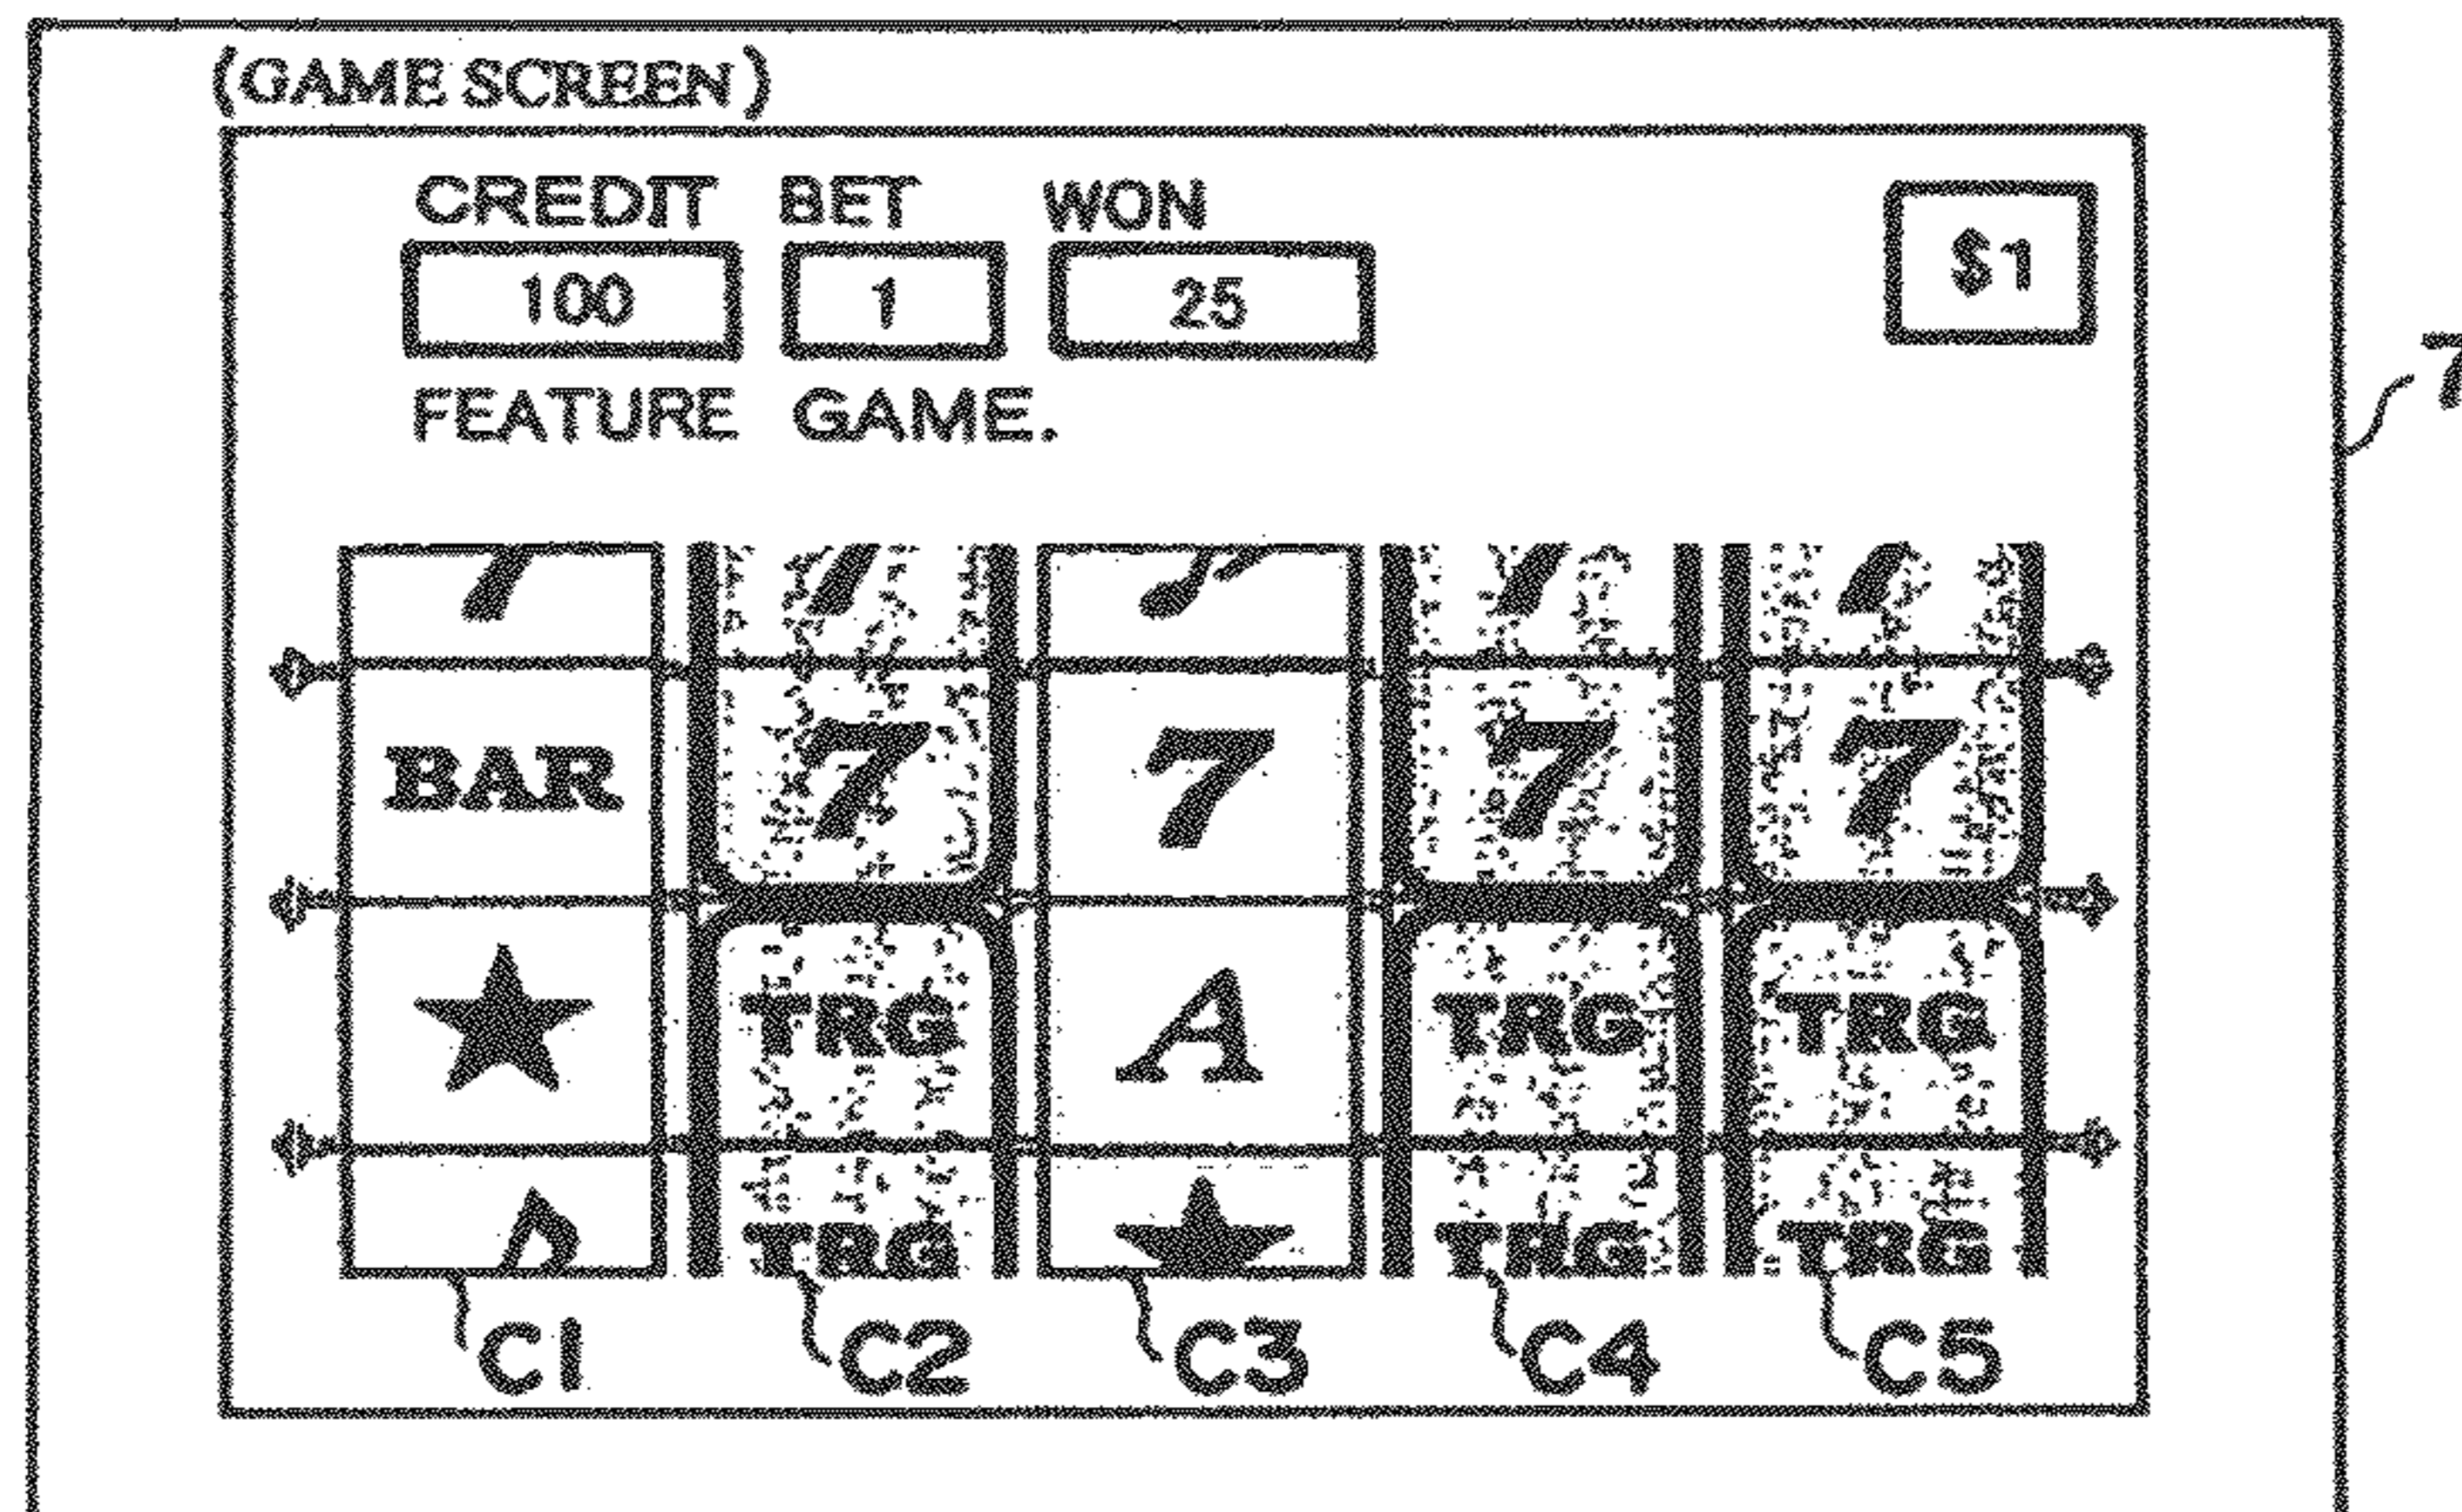 (GAME SCREEN)
CREDIT BET WON
100 1 25 $1
FEATURE GAME.
7
BAR 7 7 7 7
TRG A TRG TRG
TRG TRG TRG
C1 C2 C3 C4 C5